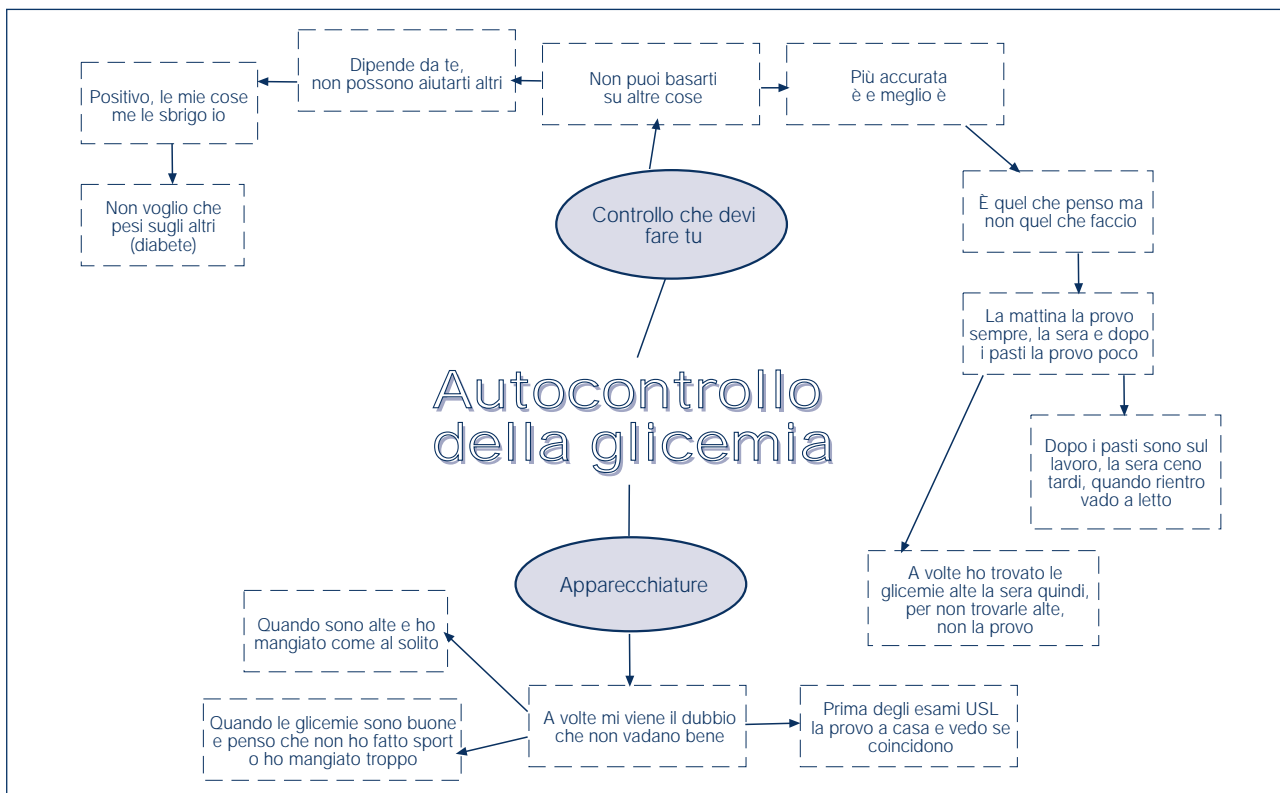 Dipende da te,
non possono aiutarti altri
Non puoi basarti
su altre cose
Più accurata
è e meglio è
Positivo, le mie cose
me le sbrigo io
Non voglio che
pesi sugli altri
(diabete)
Controllo che devi
fare tu
È quel che penso ma
non quel che faccio
La mattina la provo
sempre, la sera e dopo
i pasti la provo poco
Autocontrollo
della glicemia
Dopo i pasti sono sul
lavoro, la sera ceno
tardi, quando rientro
vado a letto
Apparecchiature
A volte ho trovato le
glicemie alte la sera quindi,
per non trovarle alte,
non la provo
Quando sono alte e ho
mangiato come al solito
Quando le glicemie sono buone
e penso che non ho fatto sport
o ho mangiato troppo
A volte mi viene il dubbio
che non vadano bene
Prima degli esami USL
la provo a casa e vedo se
coincidono